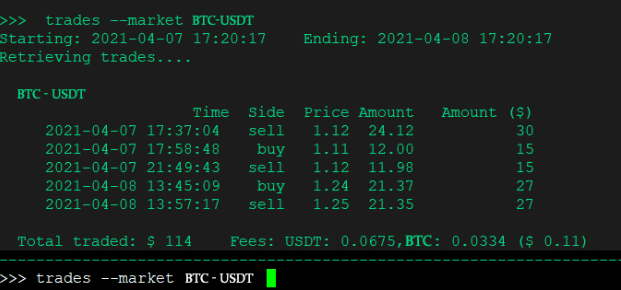 >>> trades --market BTC-USDT
Starting: 2021-04-07 17:20:17 Ending: 2021-04-08 17:20:17
Retrieving trades....
BTC - USDT
Time Side Price Amount Amount ($)
2021-04-07 17:37:04 sell 1.12 24.12 30
2021-04-07 17:58:48 buy 1.11 12.00 15
2021-04-07 21:49:43 sell 1.12 11.98 15
2021-04-08 13:45:09 buy 1.24 21.37 27
2021-04-08 13:57:17 sell 1.25 21.35 27
Total traded: $ 114 Fees: USDT: 0.0675,BTC: 0.0334 ($ 0.11)
>>> trades --market BTC - USDT